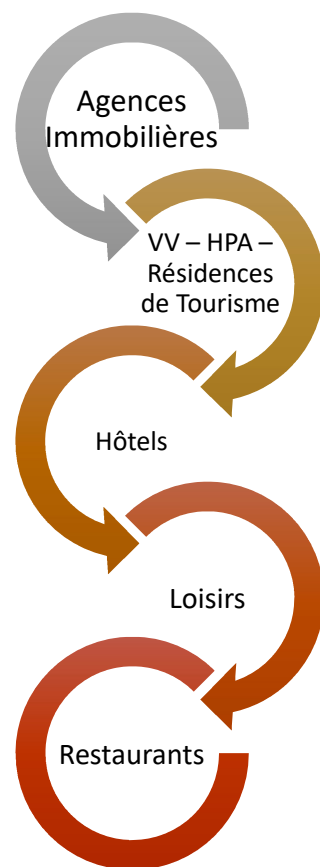 Agences
Immobilières
VV – HPA –
Résidences
de Tourisme
Hôtels
Loisirs
Restaurants